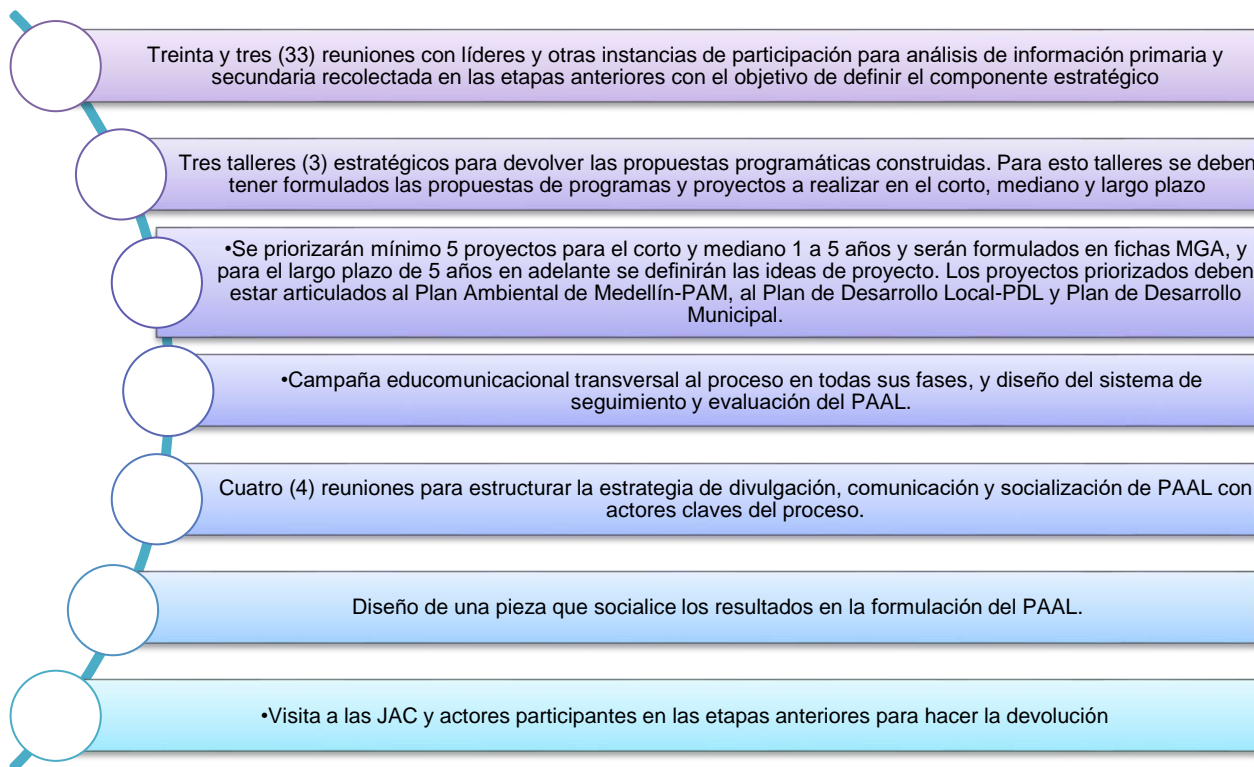 Treinta y tres (33) reuniones con líderes y otras instancias de participación para análisis de información primaria y
secundaria recolectada en las etapas anteriores con el objetivo de definir el componente estratégico
Tres talleres (3) estratégicos para devolver las propuestas programáticas construidas. Para esto talleres se deben
tener formulados las propuestas de programas y proyectos a realizar en el corto, mediano y largo plazo
•Se priorizarán mínimo 5 proyectos para el corto y mediano 1 a 5 años y serán formulados en fichas MGA, y
para el largo plazo de 5 años en adelante se definirán las ideas de proyecto. Los proyectos priorizados deben
estar articulados al Plan Ambiental de Medellín-PAM, al Plan de Desarrollo Local-PDL y Plan de Desarrollo
Municipal.
•Campaña educomunicacional transversal al proceso en todas sus fases, y diseño del sistema de
seguimiento y evaluación del PAAL.
Cuatro (4) reuniones para estructurar la estrategia de divulgación, comunicación y socialización de PAAL con
actores claves del proceso.
Diseño de una pieza que socialice los resultados en la formulación del PAAL.
•Visita a las JAC y actores participantes en las etapas anteriores para hacer la devolución